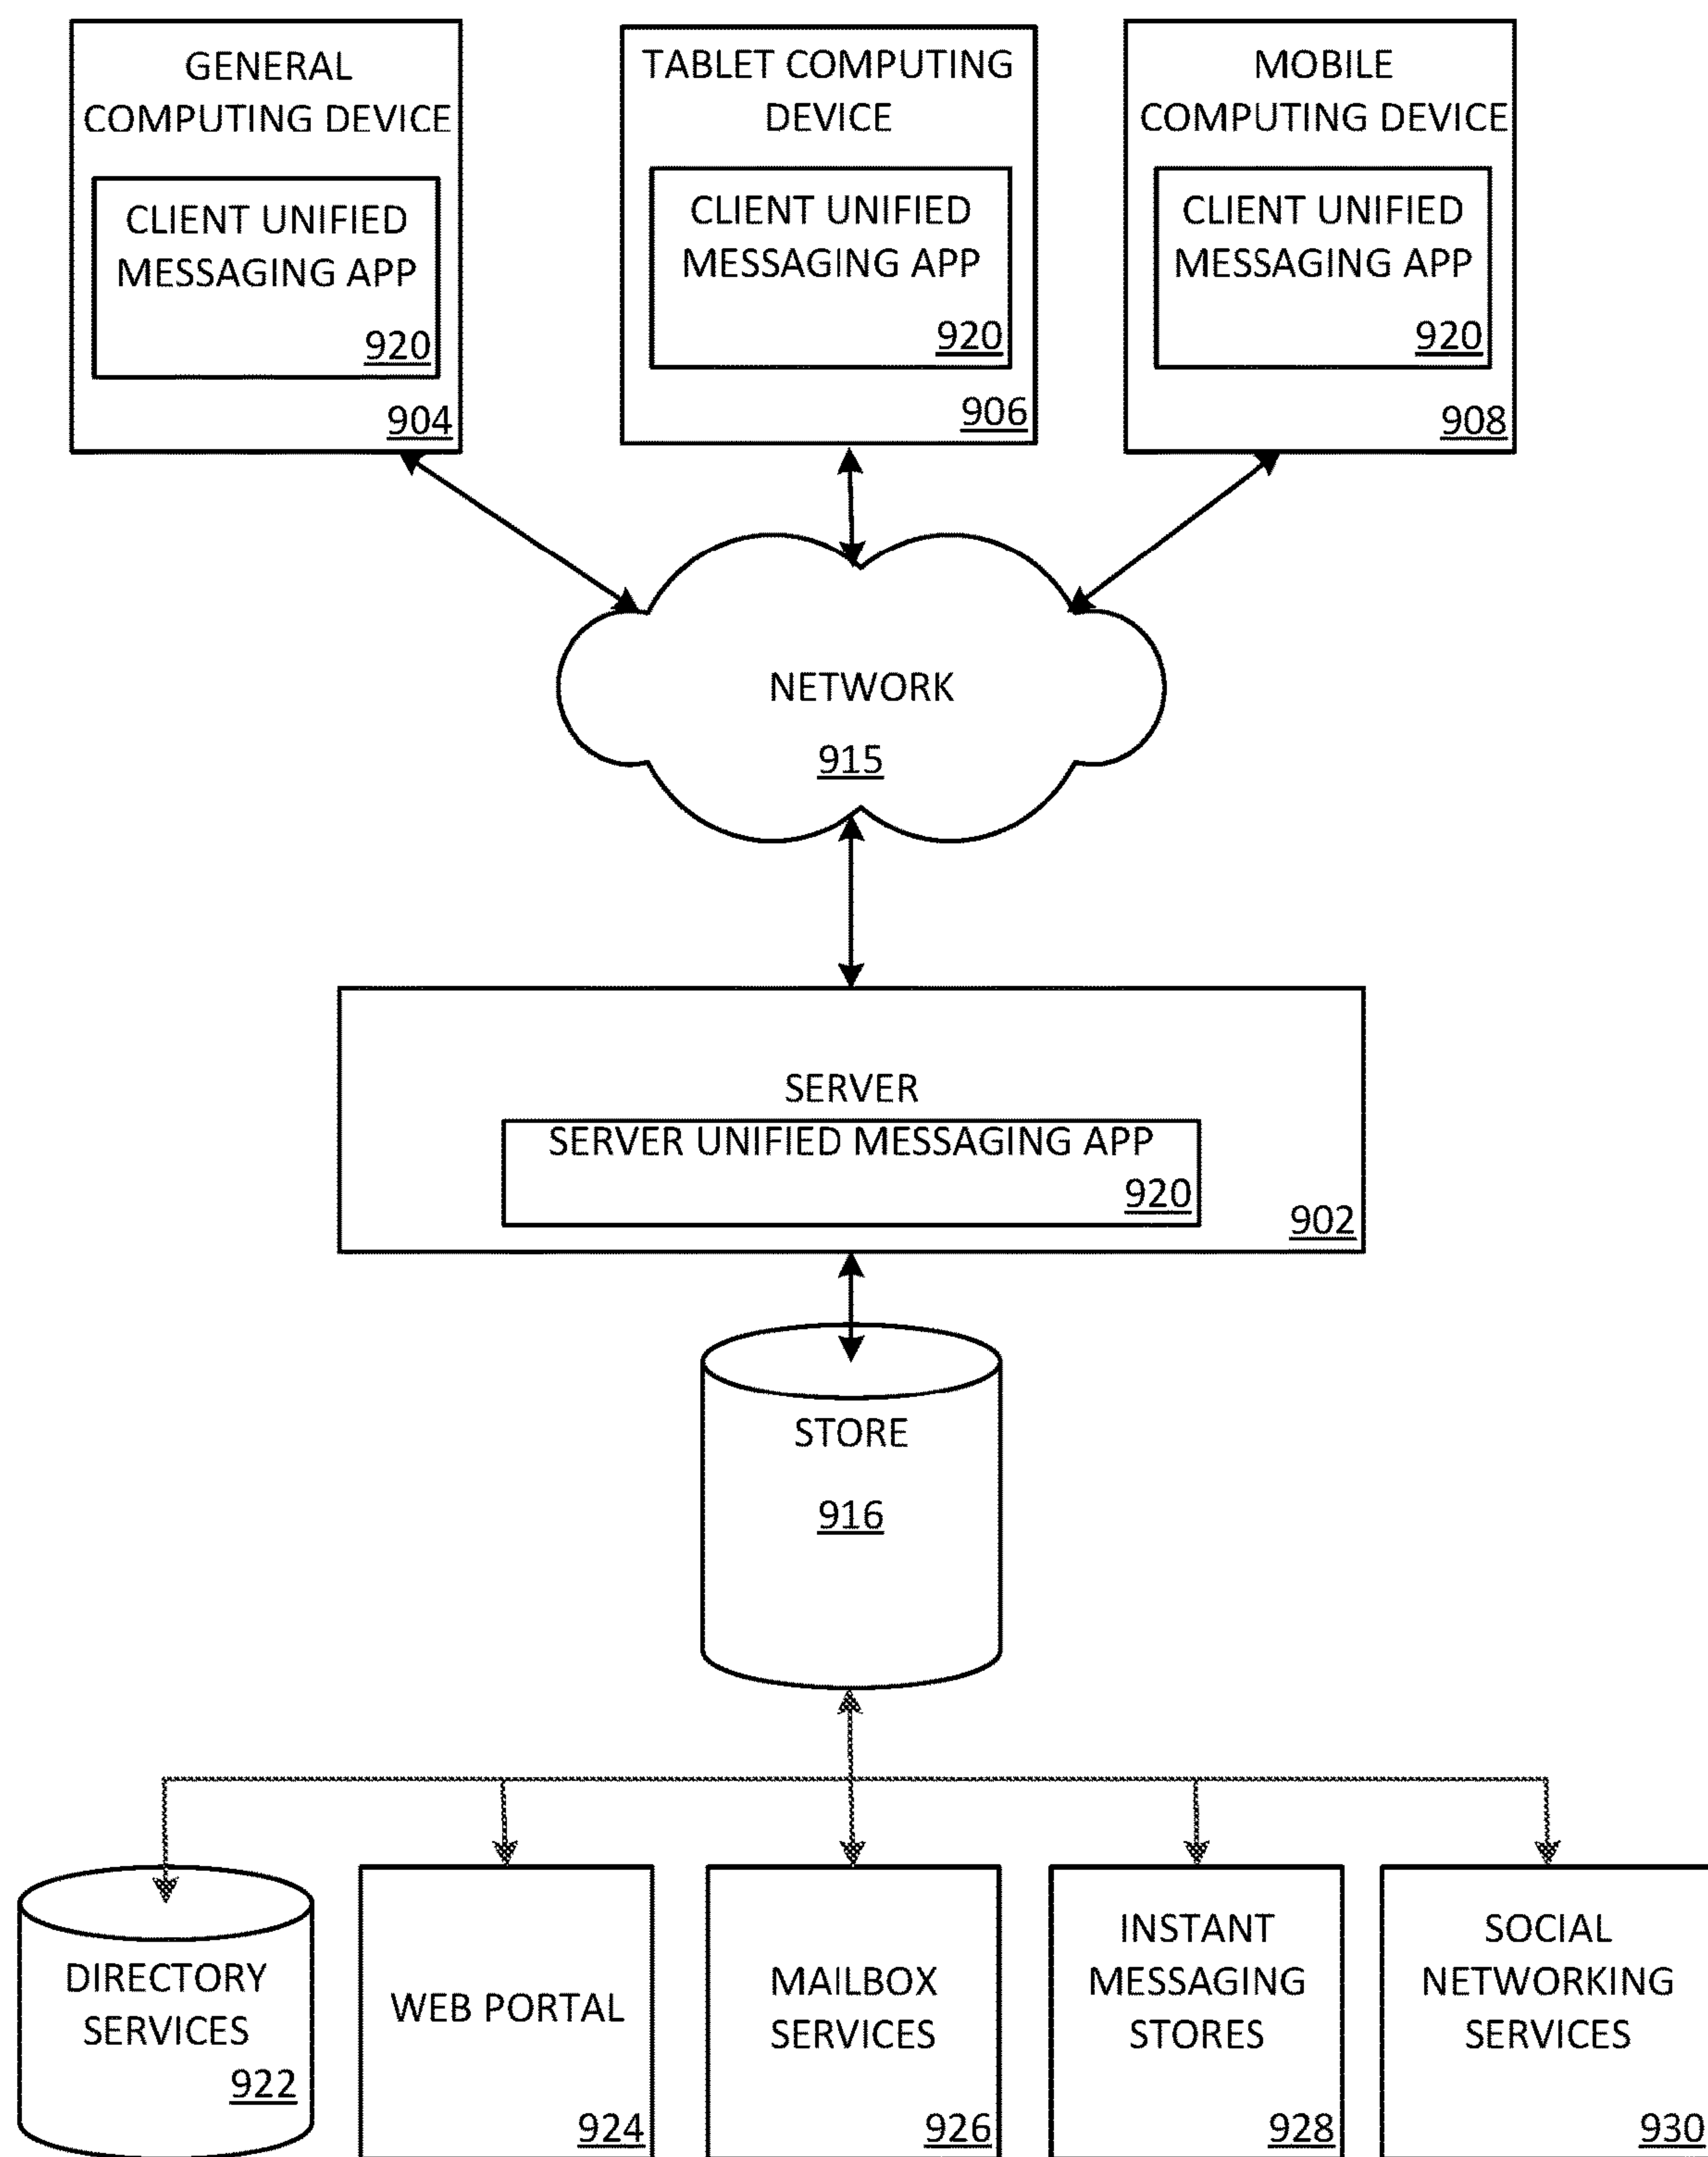 GENERAL
COMPUTING DEVICE
CLIENT UNIFIED
MESSAGING APP
920
904
TABLET COMPUTING
DEVICE
CLIENT UNIFIED
MESSAGING APP
920
906
MOBILE
COMPUTING DEVICE
CLIENT UNIFIED
MESSAGING APP
920
908
NETWORK
915
SERVER
SERVER UNIFIED MESSAGING APP
920
902
STORE
916
DIRECTORY
SERVICES
922
WEB PORTAL
924
MAILBOX
SERVICES
926
INSTANT
MESSAGING
STORES
928
SOCIAL
NETWORKING
SERVICES
930